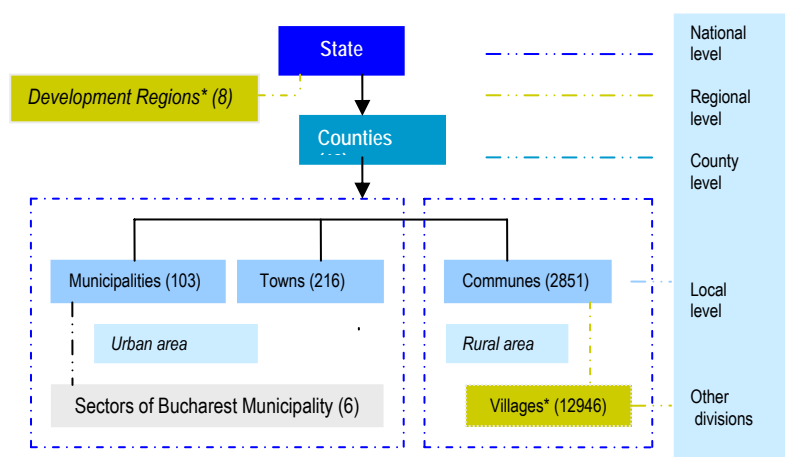 State
National
level
Development Regions* (8)
Regional
level
Counties
County
level
Municipalities (103)
Towns (216)
Communes (2851)
Local
level
Urban area
Rural area
Sectors of Bucharest Municipality (6)
Villages* (12946)
Other
divisions